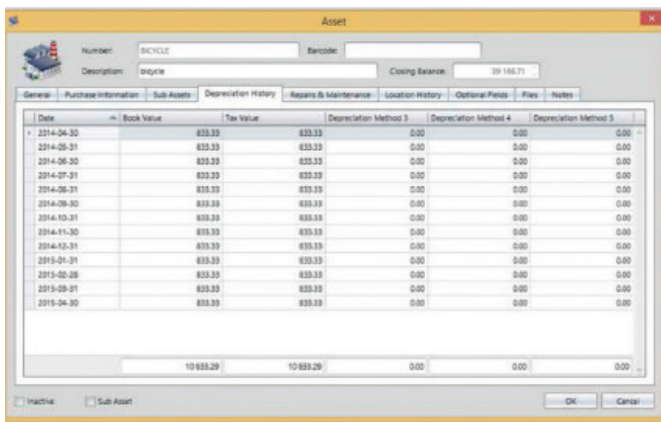 Asset
Number: BICYCLE Barcode:
Description: bicycle Closing Balance: 39 166.71
General Purchase Information Sub Assets Depreciation History Repairs & Maintenance Location History Optional Fields Files Notes
Date Book Value Tax Value Depreciation Method 3 Depreciation Method 4 Depreciation Method 5
2014-04-30 833.33 833.33 0.00 0.00 0.00
2014-05-31 833.33 833.33 0.00 0.00 0.00
2014-06-30 833.33 833.33 0.00 0.00 0.00
2014-07-31 833.33 833.33 0.00 0.00 0.00
2014-08-31 833.33 833.33 0.00 0.00 0.00
2014-09-30 833.33 833.33 0.00 0.00 0.00
2014-10-31 833.33 833.33 0.00 0.00 0.00
2014-11-30 833.33 833.33 0.00 0.00 0.00
2014-12-31 833.33 833.33 0.00 0.00 0.00
2015-01-31 833.33 833.33 0.00 0.00 0.00
2015-02-28 833.33 833.33 0.00 0.00 0.00
2015-03-31 833.33 833.33 0.00 0.00 0.00
2015-04-30 833.33 833.33 0.00 0.00 0.00
10 833.29 10 833.29 0.00 0.00 0.00
Inactive Sub Asset OK Cancel